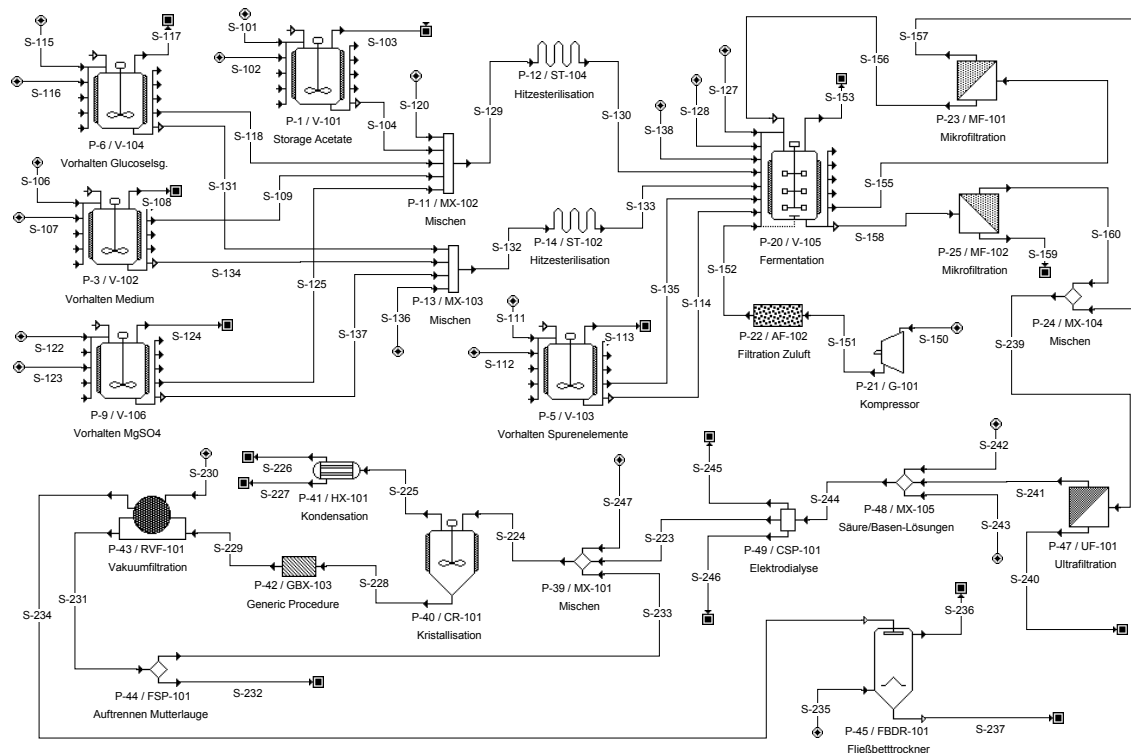 S-115
S-117
S-116
P-6 / V-104
Vorhalten Glucoselsg.
S-118
S-131
S-101
S-102
S-103
P-1 / V-101
Storage Acetate
S-104
S-120
S-129
P-12 / ST-104
Hitzesterilisation
S-130
S-106
S-107
S-108
P-3 / V-102
Vorhalten Medium
S-109
S-134
S-125
P-11 / MX-102
Mischen
S-132
P-14 / ST-102
Hitzesterilisation
S-133
P-13 / MX-103
Mischen
S-136
S-137
S-122
S-123
S-124
P-9 / V-106
Vorhalten MgSO4
S-111
S-112
S-113
P-5 / V-103
Vorhalten Spurenelemente
S-135
S-114
S-138
S-128
S-127
S-153
P-20 / V-105
Fermentation
S-155
S-158
S-156
S-157
P-23 / MF-101
Mikrofiltration
P-25 / MF-102
Mikrofiltration
S-159
S-160
S-152
P-22 / AF-102
Filtration Zuluft
S-151
S-150
P-21 / G-101
Kompressor
P-24 / MX-104
Mischen
S-239
S-230
S-226
S-227
P-41 / HX-101
Kondensation
S-225
P-43 / RVF-101
Vakuumfiltration
S-229
P-42 / GBX-103
Generic Procedure
S-228
P-40 / CR-101
Kristallisation
S-224
S-247
P-39 / MX-101
Mischen
S-223
S-233
S-245
S-246
P-49 / CSP-101
Elektrodialyse
S-244
S-242
P-48 / MX-105
Säure/Basen-Lösungen
S-243
S-241
P-47 / UF-101
Ultrafiltration
S-240
S-231
S-234
P-44 / FSP-101
Auftrennen Mutterlauge
S-232
S-236
S-235
P-45 / FBDR-101
Fließbetttrockner
S-237